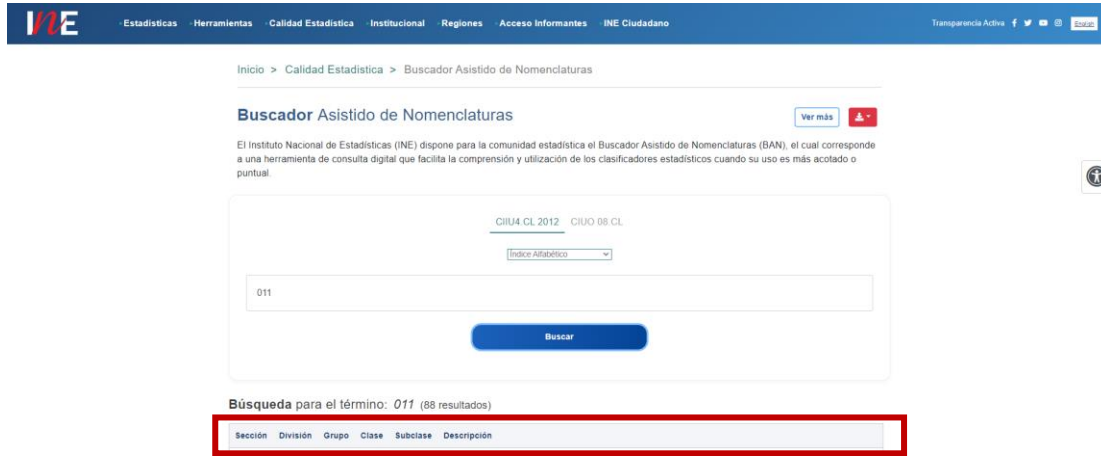 INE
Estadísticas Herramientas Calidad Estadística Institucional Regiones Acceso Informantes INE Ciudadano Transparencia Activa English
Inicio > Calidad Estadística > Buscador Asistido de Nomenclaturas
Buscador Asistido de Nomenclaturas
Ver más
El Instituto Nacional de Estadísticas (INE) dispone para la comunidad estadística el Buscador Asistido de Nomenclaturas (BAN), el cual corresponde
a una herramienta de consulta digital que facilita la comprensión y utilización de los clasificadores estadísticos cuando su uso es más acotado o
puntual.
CIIU4.CL 2012 CIUO 08.CL
Índice Alfabético
011
Buscar
Búsqueda para el término: 011 (88 resultados)
Sección División Grupo Clase Subclase Descripción